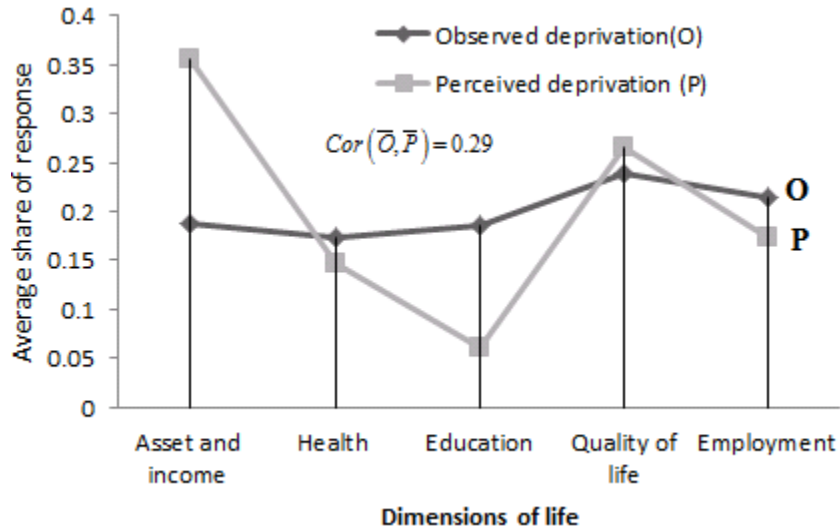 0.4
0.35
0.3
0.25
0.2
0.15
0.1
0.05
0
Average share of response
Observed deprivation(O)
Perceived deprivation (P)
Cor(O̅,P̅)=0.29
O
P
Asset and income
Health
Education
Quality of life
Employment
Dimensions of life